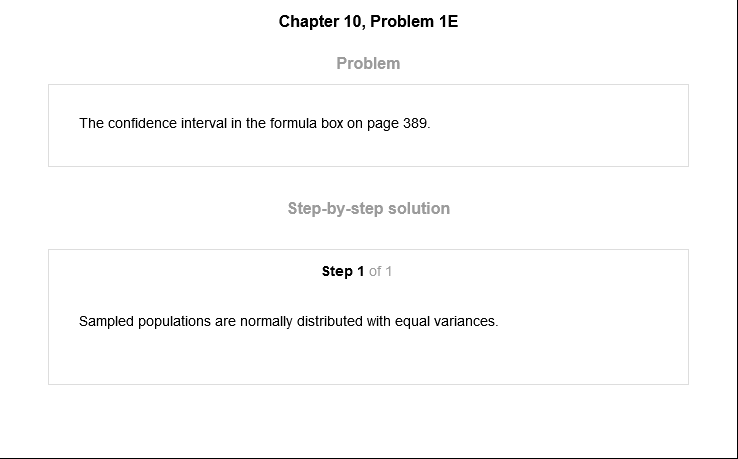 Chapter 10, Problem 1E
Problem
The confidence interval in the formula box on page 389.
Step-by-step solution
Step 1 of 1
Sampled populations are normally distributed with equal variances.